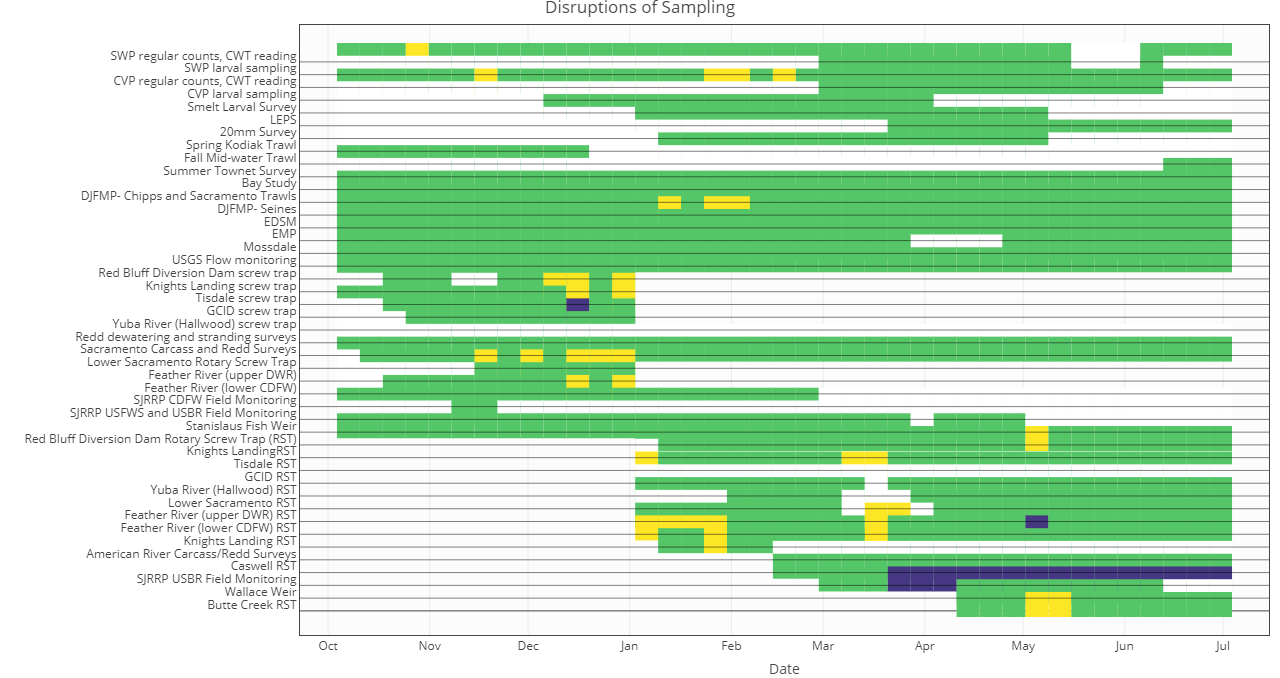 Disruptions of Sampling
SWP regular counts, CWT reading
SWP larval sampling
CVP regular counts, CWT reading
CVP larval sampling
Smelt Larval Survey
LEPS
20mm Survey
Spring Kodiak Trawl
Fall Mid-water Trawl
Summer Townet Survey
Bay Study
DJFMP- Chipps and Sacramento Trawls
DJFMP- Seines
EDSM
EMP
Mossdale
USGS Flow monitoring
Red Bluff Diversion Dam screw trap
Knights Landing screw trap
Tisdale screw trap
GCID screw trap
Yuba River (Hallwood) screw trap
Redd dewatering and stranding surveys
Sacramento Carcass and Redd Surveys
Lower Sacramento Rotary Screw Trap
Feather River (upper DWR)
Feather River (lower CDFW)
SJRRP CDFW Field Monitoring
SJRRP USFWS and USBR Field Monitoring
Stanislaus Fish Weir
Red Bluff Diversion Dam Rotary Screw Trap (RST)
Knights LandingRST
Tisdale RST
GCID RST
Yuba River (Hallwood) RST
Lower Sacramento RST
Feather River (upper DWR) RST
Feather River (lower CDFW) RST
Knights Landing RST
American River Carcass/Redd Surveys
Caswell RST
SJRRP USBR Field Monitoring
Wallace Weir
Butte Creek RST
Oct Nov Dec Jan Feb Mar Apr May Jun Jul
Date